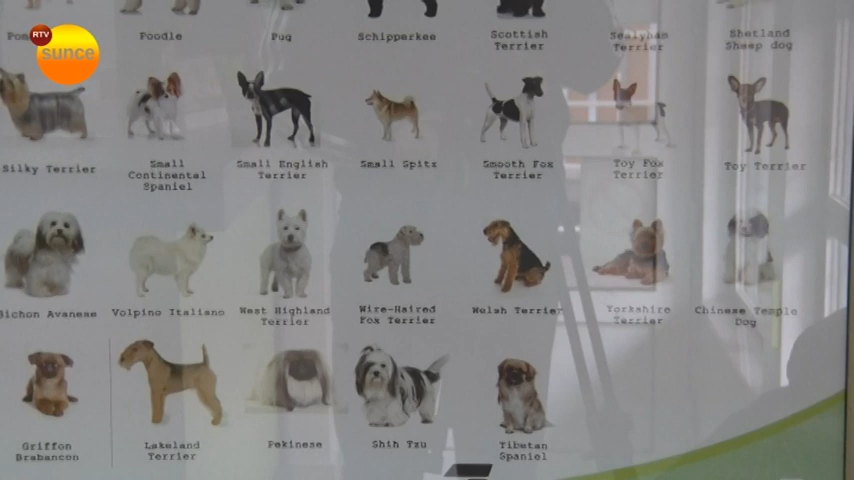 RTV
sunce
Poodle
Pug
Schipperkee
Scottish
Terrier
Sealyham
Terrier
Shetland
Sheep dog
Silky Terrier
Small
Continental
Spaniel
Small English
Terrier
Small Spitz
Smooth Fox
Terrier
Toy Fox
Terrier
Toy Terrier
Bichon Avanese
Volpino Italiano
West Highland
Terrier
Wire-Haired
Fox Terrier
Welsh Terrier
Yorkshire
Terrier
Chinese Temple
Dog
Griffon
Brabancon
Lakeland
Terrier
Pekinese
Shih Tzu
Tibetan
Spaniel